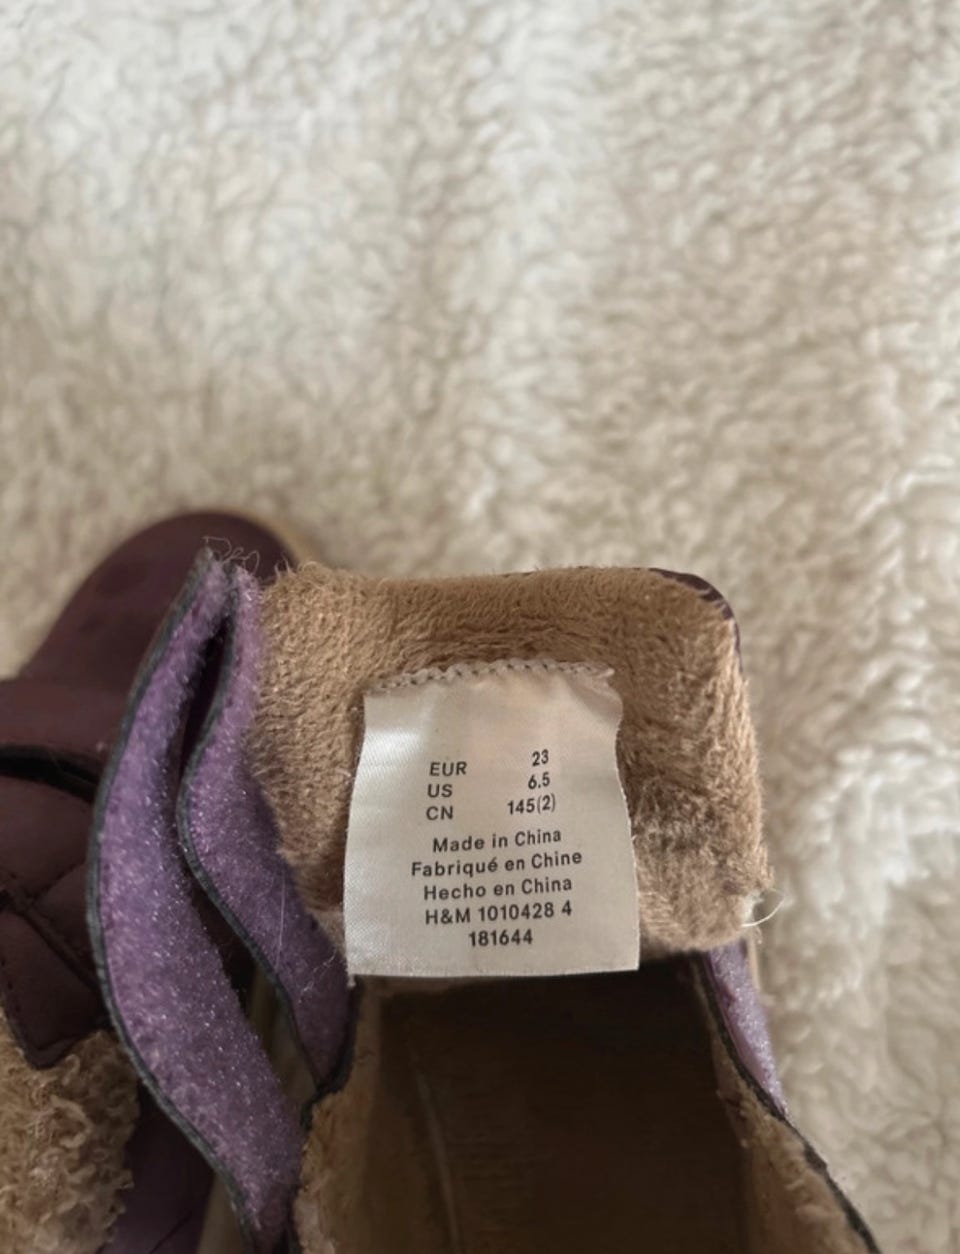 EUR 23
US 6.5
CN 145(2)
Made in China
Fabriqué en Chine
Hecho en China
H&M 1010428 4
181644